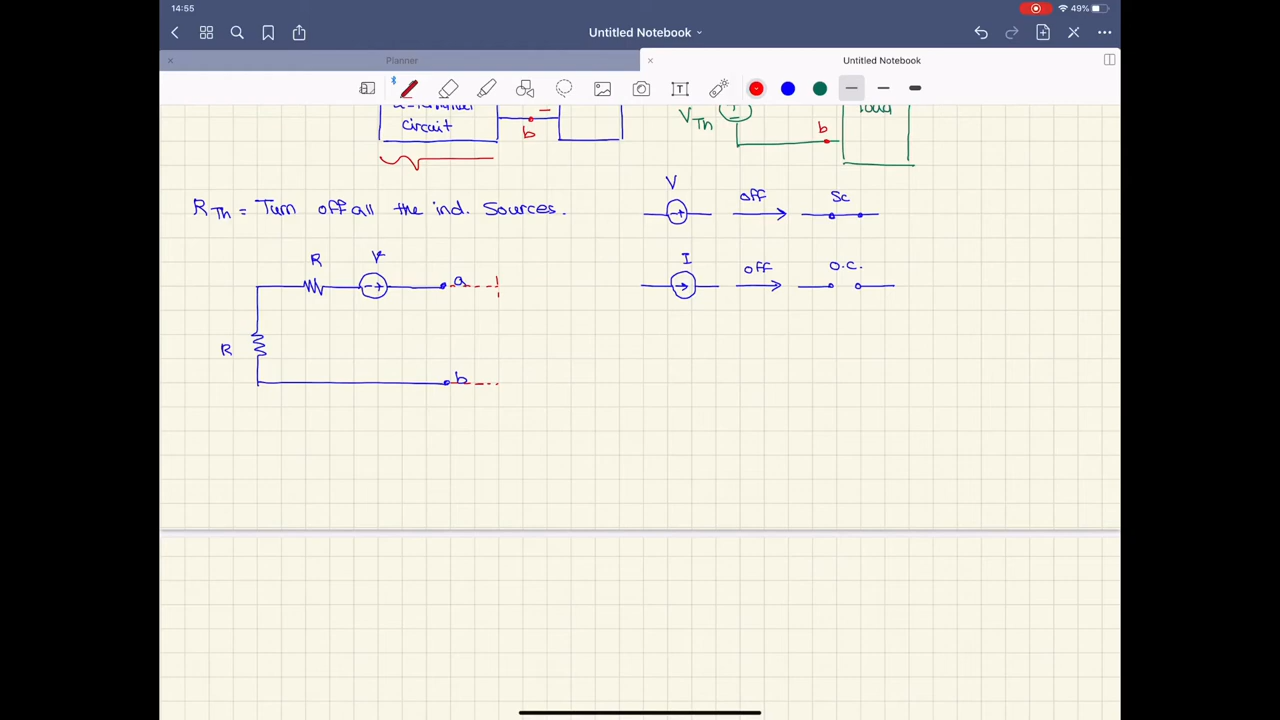 14:55
49%
Untitled Notebook
Planner
Untitled Notebook
T
circuit
b
V Th
b
load
R Th = Turn off all the ind. Sources.
V
off
Sc
I
off
O.C.
R
V
a
R
b